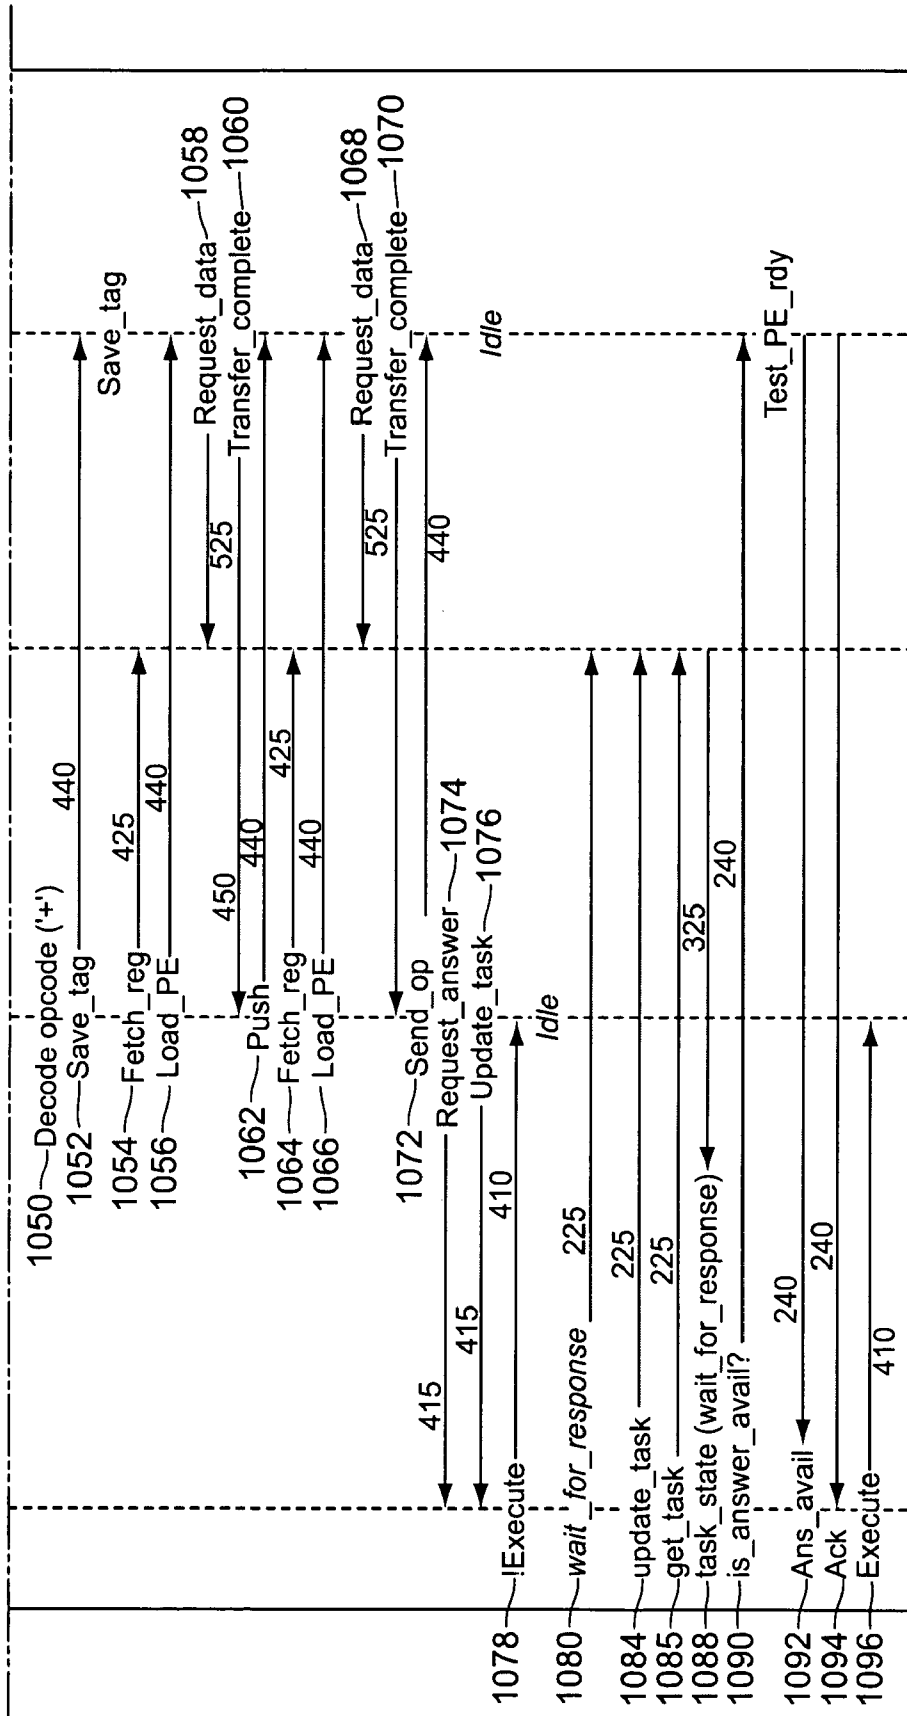 1050 Decode opcode ('+')
1052 Save_tag 440
Save_tag
1054 Fetch_reg 425
1056 Load_PE 440
525 Request_data 1058
450 Transfer_complete 1060
1062 Push 440
1064 Fetch_reg 425
1066 Load_PE 440
525 Request_data 1068
Transfer_complete 1070
1072 Send_op 440
415 Request_answer 1074
415 Update_task 1076
Idle
1078 !Execute 410
Idle
1080 wait_for_response 225
1084 update_task 225
1085 get_task 225
1088 task_state (wait_for_response) 325
1090 is_answer_avail? 240
Test_PE_rdy
1092 Ans_avail 240
1094 Ack 240
1096 Execute 410